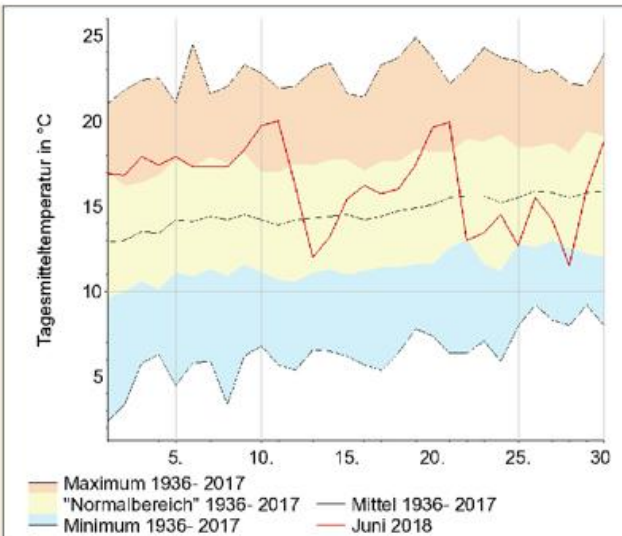 Tagesmitteltemperatur in °C
25
20
15
10
5
5. 10. 15. 20. 25. 30
Maximum 1936- 2017
"Normalbereich" 1936- 2017
Mittel 1936- 2017
Minimum 1936- 2017
Juni 2018